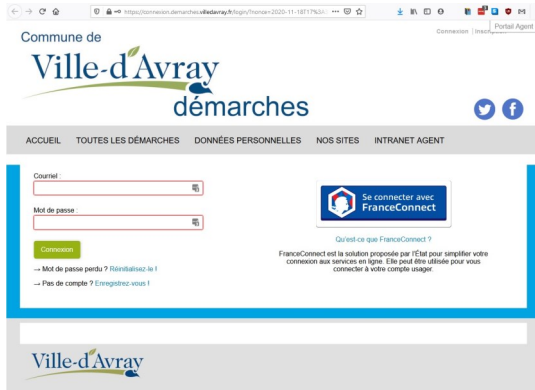 https://connexion.demarches.villedavray.fr/login/?nonce=2020-11-18T17%3
Commune de
Ville-d'Avray
démarches
Connexion
Portail Agent
ACCUEIL TOUTES LES DÉMARCHES DONNÉES PERSONNELLES NOS SITES INTRANET AGENT
Courriel :
Mot de passe :
Connexion
→ Mot de passe perdu ? Réinitialisez-le !
→ Pas de compte ? Enregistrez-vous !
Se connecter avec
FranceConnect
Qu'est-ce que FranceConnect ?
FranceConnect est la solution proposée par l'État pour simplifier votre
connexion aux services en ligne. Elle peut être utilisée pour vous
connecter à votre compte usager.
Ville-d'Avray